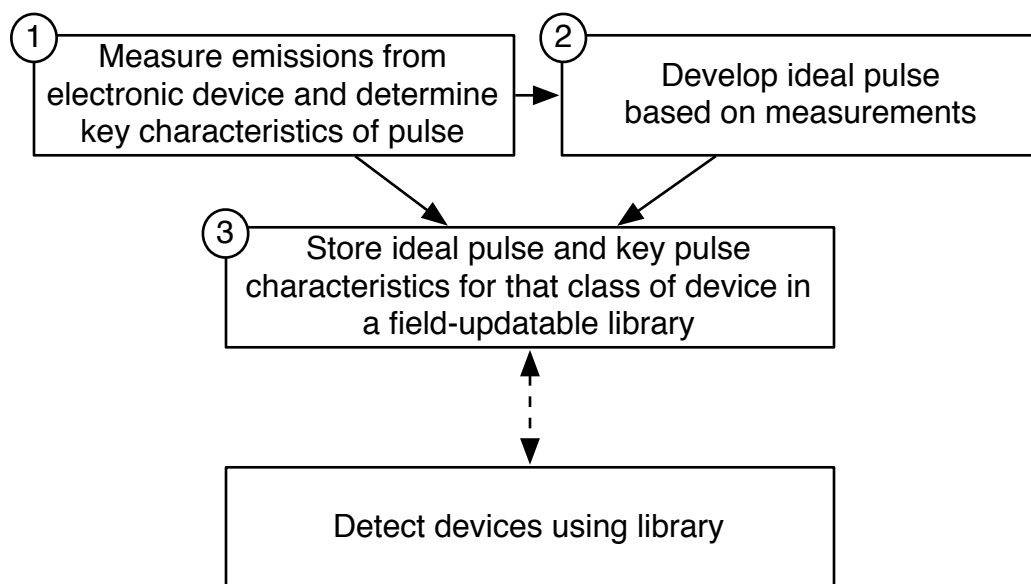 1
Measure emissions from
electronic device and determine
key characteristics of pulse
2
Develop ideal pulse
based on measurements
3
Store ideal pulse and key pulse
characteristics for that class of device in
a field-updatable library
Detect devices using library